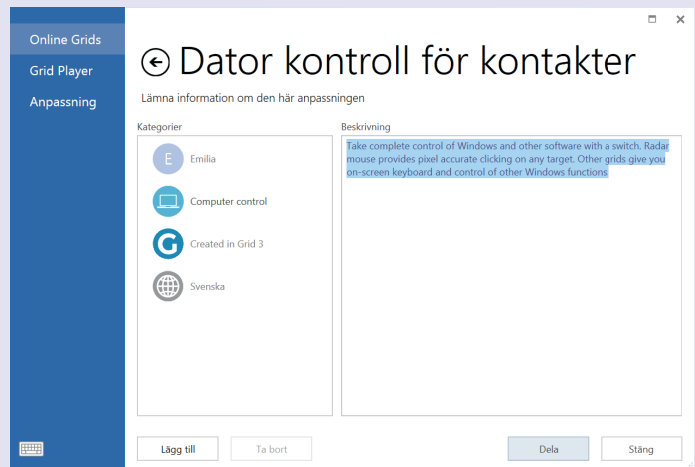 Online Grids
Grid Player
Anpassning
Dator kontroll för kontakter
Lämna information om den här anpassningen
Kategorier
E Emilia
Computer control
G Created in Grid 3
Svenska
Beskrivning
Take complete control of Windows and other software with a switch. Radar
mouse provides pixel accurate clicking on any target. Other grids give you
on-screen keyboard and control of other Windows functions
Lägg till
Ta bort
Dela
Stäng